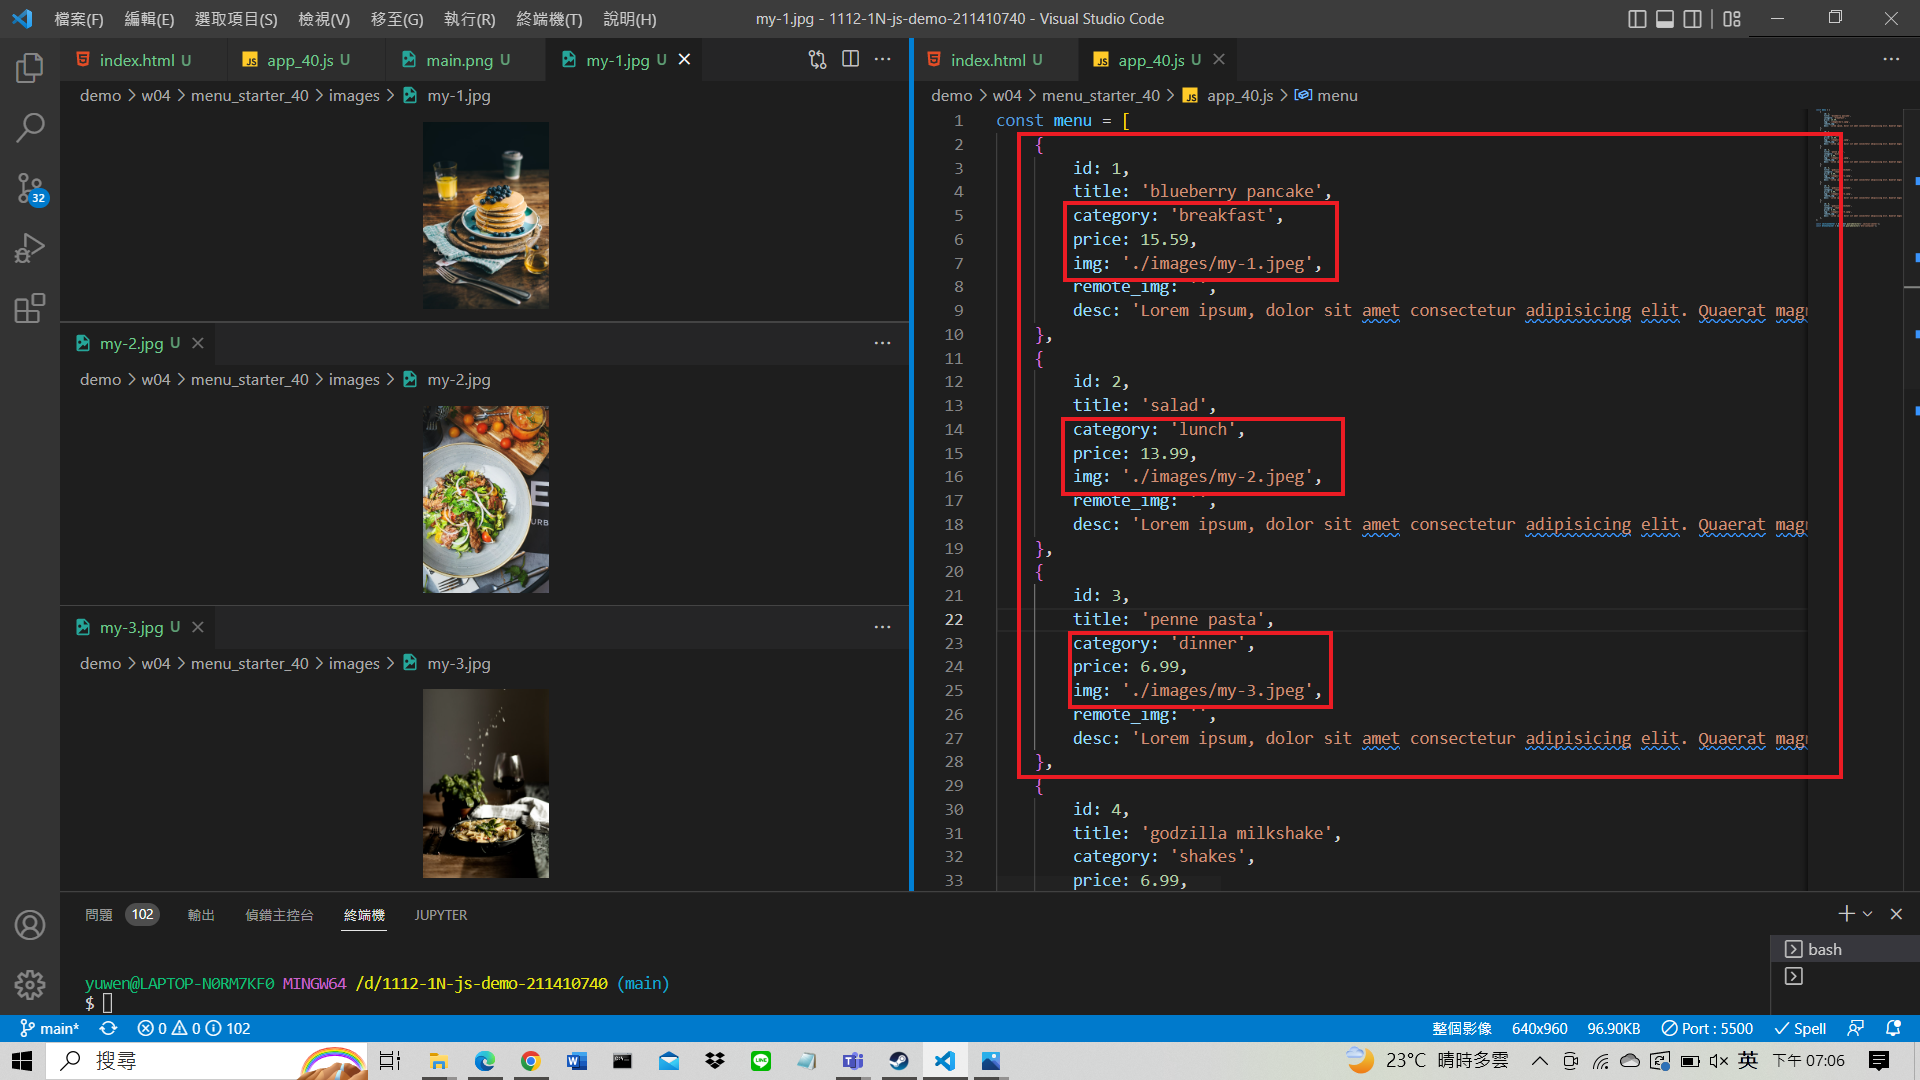 檔案(F) 編輯(E) 選取項目(S) 檢視(V) 移至(G) 執行(R) 終端機(T) 說明(H) my-1.jpg - 1112-1N-js-demo-211410740 - Visual Studio Code
index.html U app_40.js U main.png U my-1.jpg U
demo > w04 > menu_starter_40 > images > my-1.jpg
my-2.jpg U
demo > w04 > menu_starter_40 > images > my-2.jpg
my-3.jpg U
demo > w04 > menu_starter_40 > images > my-3.jpg
32
index.html U app_40.js U
demo > w04 > menu_starter_40 > JS app_40.js > menu
1 const menu = [
2 {
3 id: 1,
4 title: 'blueberry pancake',
5 category: 'breakfast',
6 price: 15.59,
7 img: './images/my-1.jpeg',
8 remote_img: '',
9 desc: 'Lorem ipsum, dolor sit amet consectetur adipisicing elit. Quaerat magn
10 },
11 {
12 id: 2,
13 title: 'salad',
14 category: 'lunch',
15 price: 13.99,
16 img: './images/my-2.jpeg',
17 remote_img: '',
18 desc: 'Lorem ipsum, dolor sit amet consectetur adipisicing elit. Quaerat magn
19 },
20 {
21 id: 3,
22 title: 'penne pasta',
23 category: 'dinner',
24 price: 6.99,
25 img: './images/my-3.jpeg',
26 remote_img: '',
27 desc: 'Lorem ipsum, dolor sit amet consectetur adipisicing elit. Quaerat magn
28 },
29 {
30 id: 4,
31 title: 'godzilla milkshake',
32 category: 'shakes',
33 price: 6.99,
問題 102 輸出 偵錯主控台 終端機 JUPYTER
bash
yuwen@LAPTOP-N0RM7KF0 MINGW64 /d/1112-1N-js-demo-211410740 (main)
$
main* 0 0 102 整個影像 640x960 96.90KB Port : 5500 Spell
搜尋 23°C 晴時多雲 英 下午 07:06